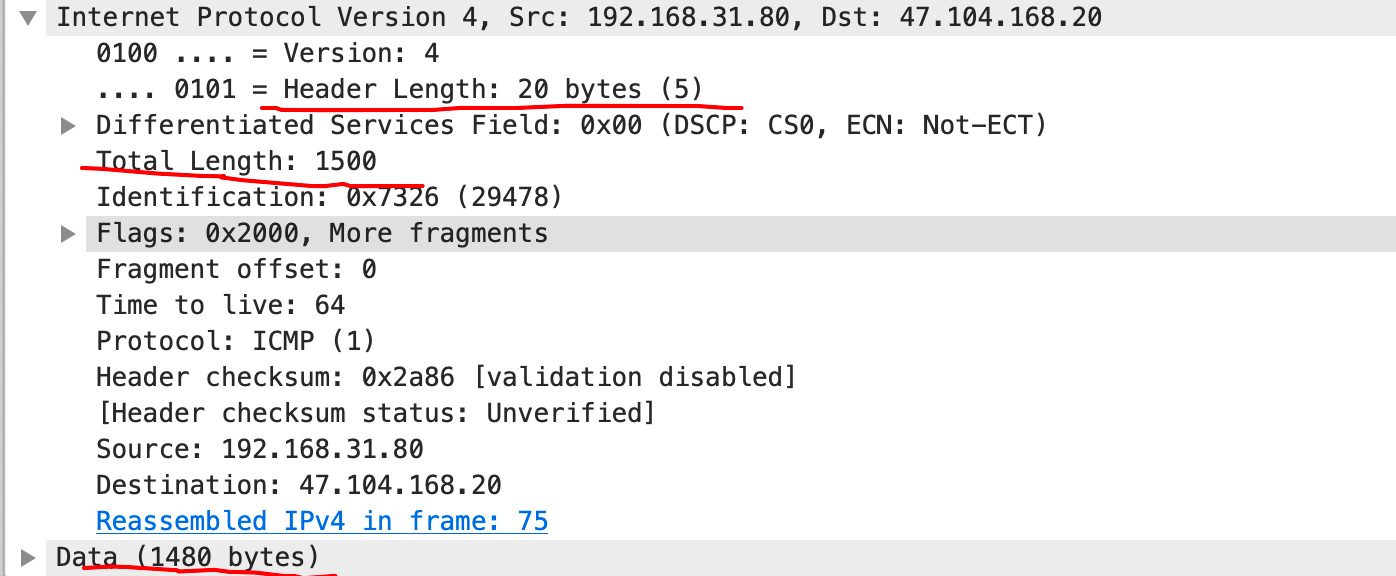 Internet Protocol Version 4, Src: 192.168.31.80, Dst: 47.104.168.20
0100 .... = Version: 4
.... 0101 = Header Length: 20 bytes (5)
Differentiated Services Field: 0x00 (DSCP: CS0, ECN: Not-ECT)
Total Length: 1500
Identification: 0x7326 (29478)
Flags: 0x2000, More fragments
Fragment offset: 0
Time to live: 64
Protocol: ICMP (1)
Header checksum: 0x2a86 [validation disabled]
[Header checksum status: Unverified]
Source: 192.168.31.80
Destination: 47.104.168.20
Reassembled IPv4 in frame: 75
Data (1480 bytes)